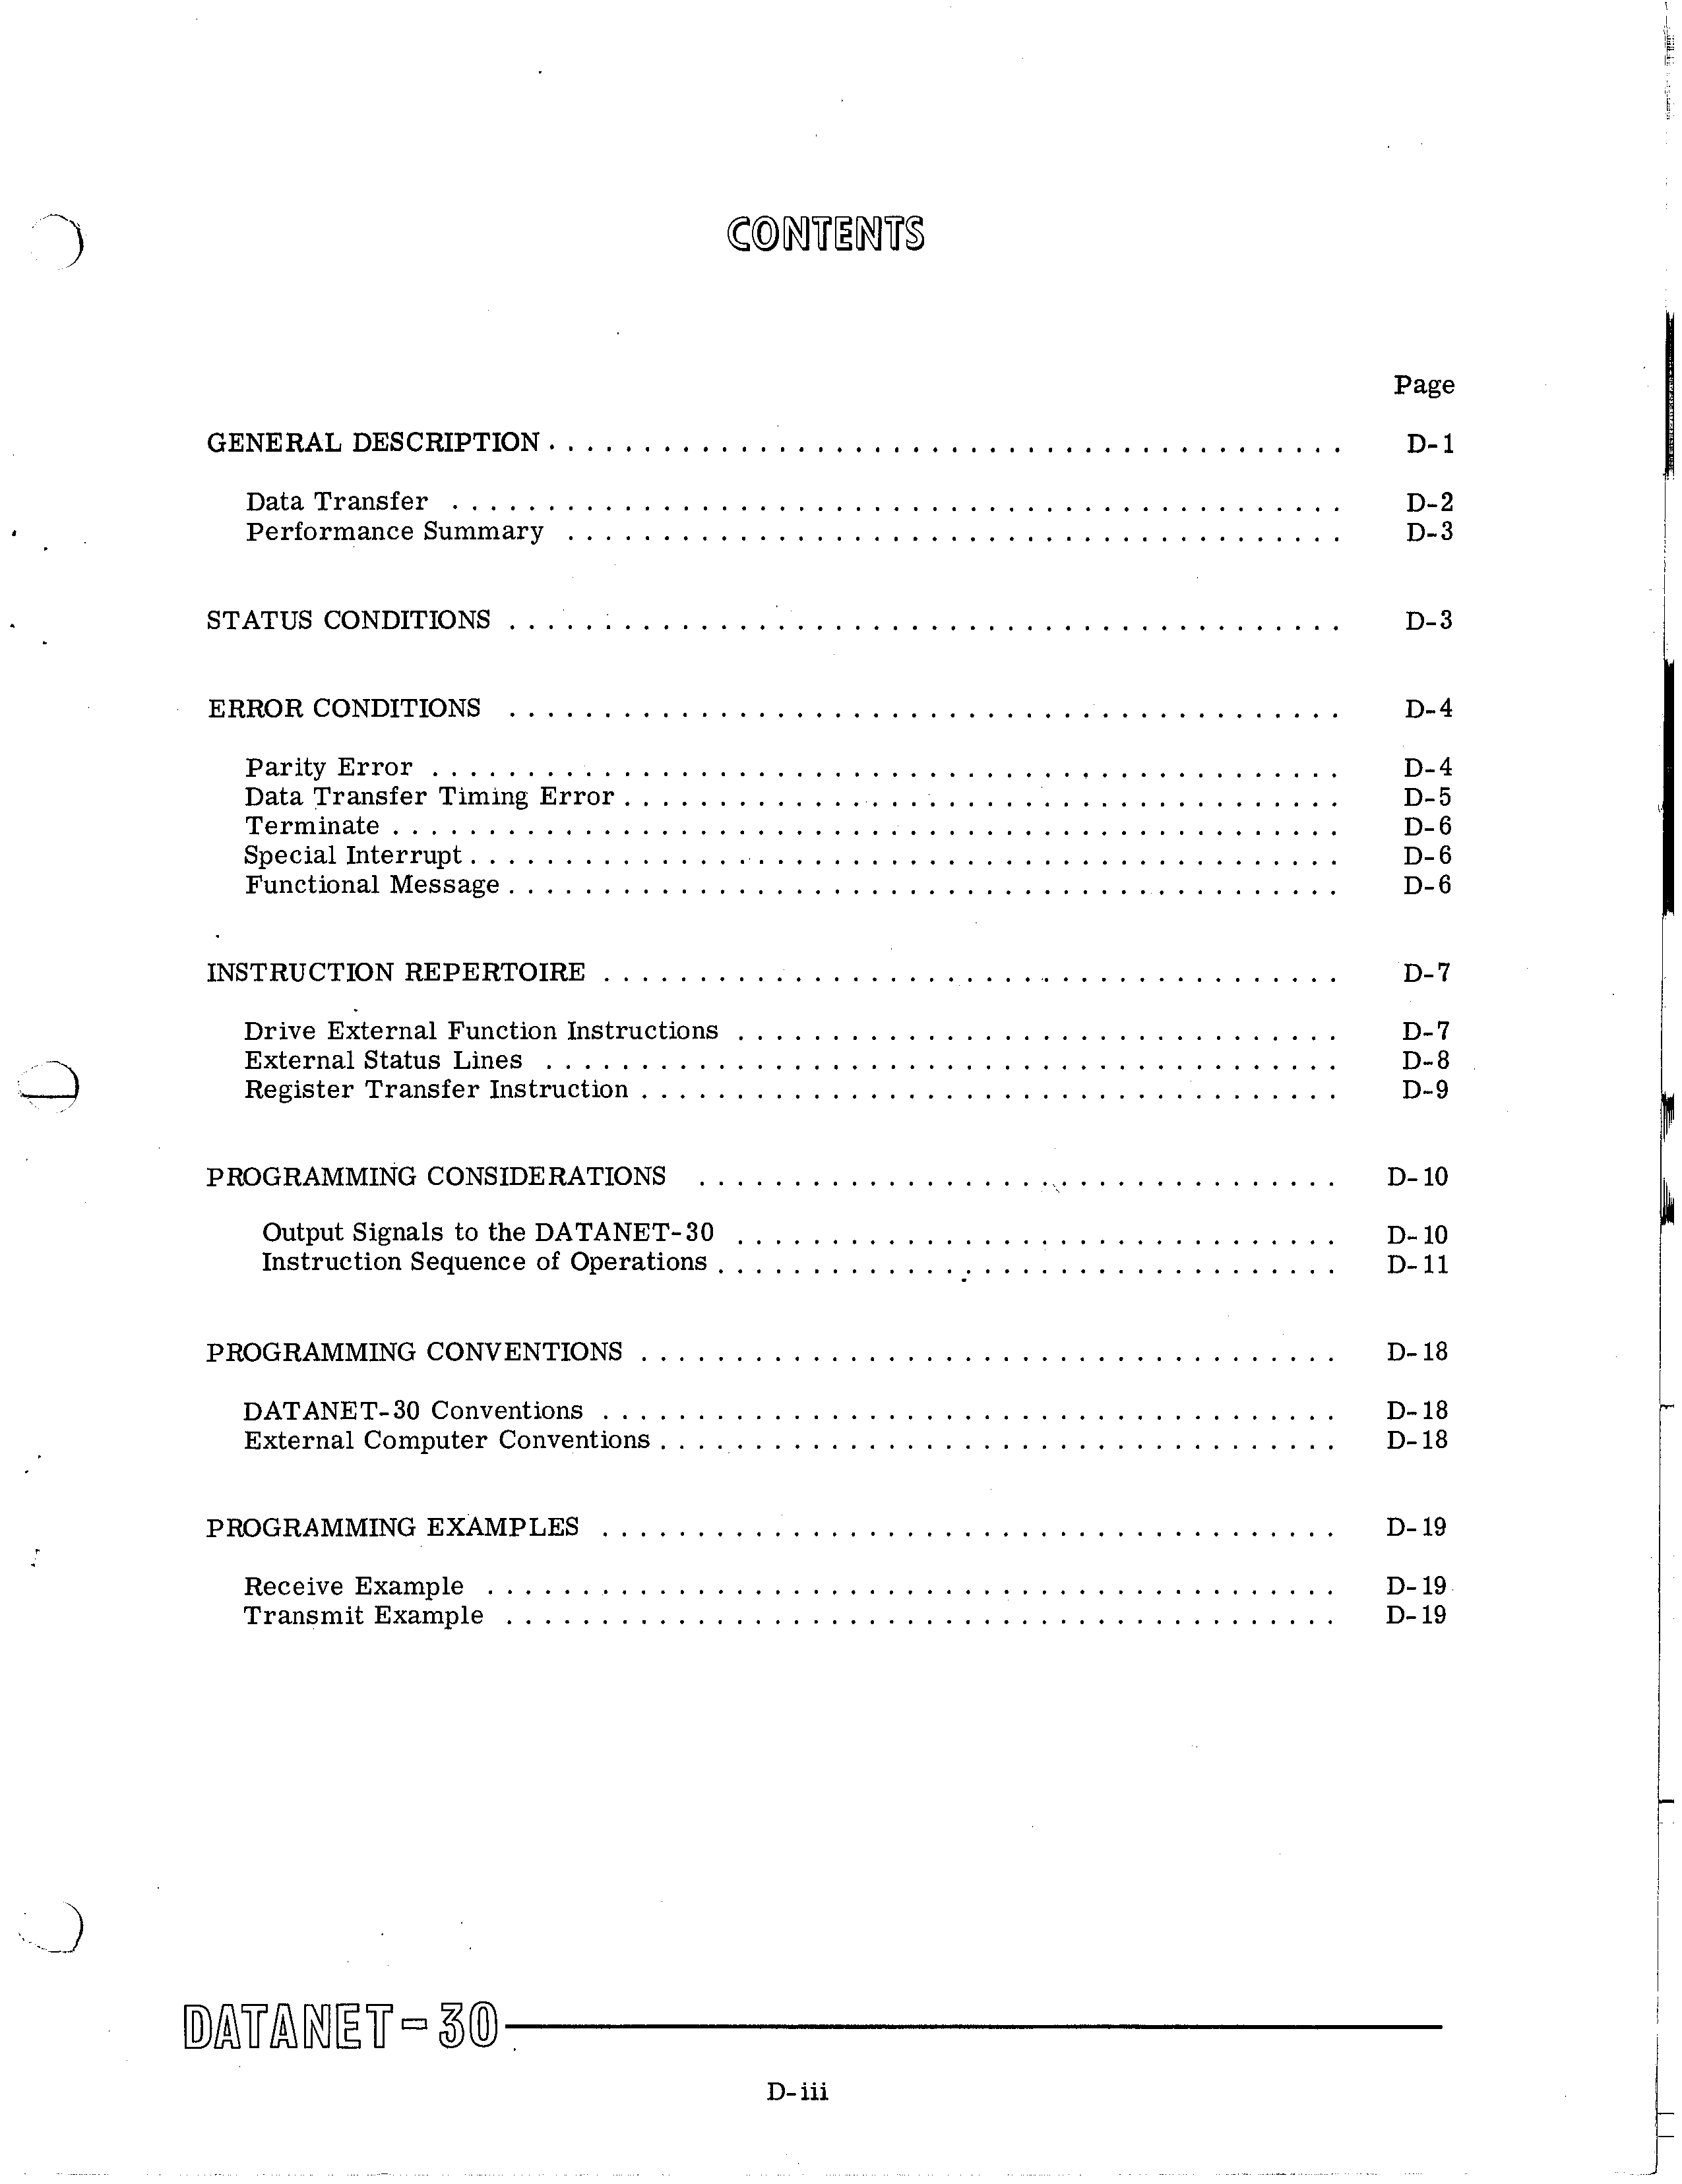 CONTENTS
Page
GENERAL DESCRIPTION . . . . . . . . . . . . . . . . . . . . . . . . . . . . . . . . . . . . . . . . . . D-1
Data Transfer . . . . . . . . . . . . . . . . . . . . . . . . . . . . . . . . . . . . . . . . . . . . . . . D-2
Performance Summary . . . . . . . . . . . . . . . . . . . . . . . . . . . . . . . . . . . . . . . . . D-3
STATUS CONDITIONS . . . . . . . . . . . . . . . . . . . . . . . . . . . . . . . . . . . . . . . . . . . . D-3
ERROR CONDITIONS . . . . . . . . . . . . . . . . . . . . . . . . . . . . . . . . . . . . . . . . . . . . D-4
Parity Error . . . . . . . . . . . . . . . . . . . . . . . . . . . . . . . . . . . . . . . . . . . . . . . . D-4
Data Transfer Timing Error . . . . . . . . . . . . . . . . . . . . . . . . . . . . . . . . . . . . . . D-5
Terminate . . . . . . . . . . . . . . . . . . . . . . . . . . . . . . . . . . . . . . . . . . . . . . . . . . D-6
Special Interrupt . . . . . . . . . . . . . . . . . . . . . . . . . . . . . . . . . . . . . . . . . . . . . . D-6
Functional Message . . . . . . . . . . . . . . . . . . . . . . . . . . . . . . . . . . . . . . . . . . . . D-6
INSTRUCTION REPERTOIRE . . . . . . . . . . . . . . . . . . . . . . . . . . . . . . . . . . . . . . . D-7
Drive External Function Instructions . . . . . . . . . . . . . . . . . . . . . . . . . . . . . . . . D-7
External Status Lines . . . . . . . . . . . . . . . . . . . . . . . . . . . . . . . . . . . . . . . . . . D-8
Register Transfer Instruction . . . . . . . . . . . . . . . . . . . . . . . . . . . . . . . . . . . . . D-9
PROGRAMMING CONSIDERATIONS . . . . . . . . . . . . . . . . . . . . . . . . . . . . . . . . . . D-10
Output Signals to the DATANET-30 . . . . . . . . . . . . . . . . . . . . . . . . . . . . . . . . D-10
Instruction Sequence of Operations . . . . . . . . . . . . . . . . . . . . . . . . . . . . . . . . . D-11
PROGRAMMING CONVENTIONS . . . . . . . . . . . . . . . . . . . . . . . . . . . . . . . . . . . . . D-18
DATANET-30 Conventions . . . . . . . . . . . . . . . . . . . . . . . . . . . . . . . . . . . . . . . D-18
External Computer Conventions . . . . . . . . . . . . . . . . . . . . . . . . . . . . . . . . . . . . D-18
PROGRAMMING EXAMPLES . . . . . . . . . . . . . . . . . . . . . . . . . . . . . . . . . . . . . . . D-19
Receive Example . . . . . . . . . . . . . . . . . . . . . . . . . . . . . . . . . . . . . . . . . . . . . D-19
Transmit Example . . . . . . . . . . . . . . . . . . . . . . . . . . . . . . . . . . . . . . . . . . . . D-19
DATANET-30
D-iii